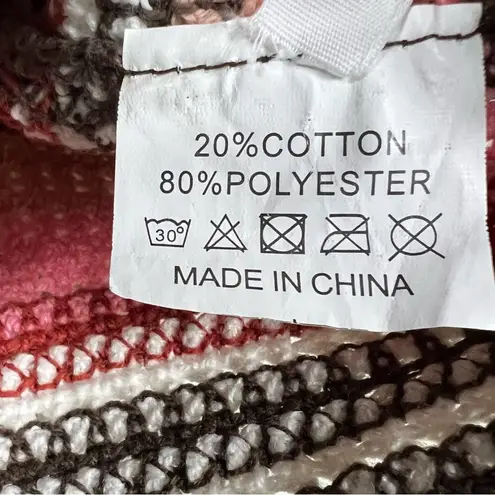 20%COTTON
80%POLYESTER
30°
MADE IN CHINA